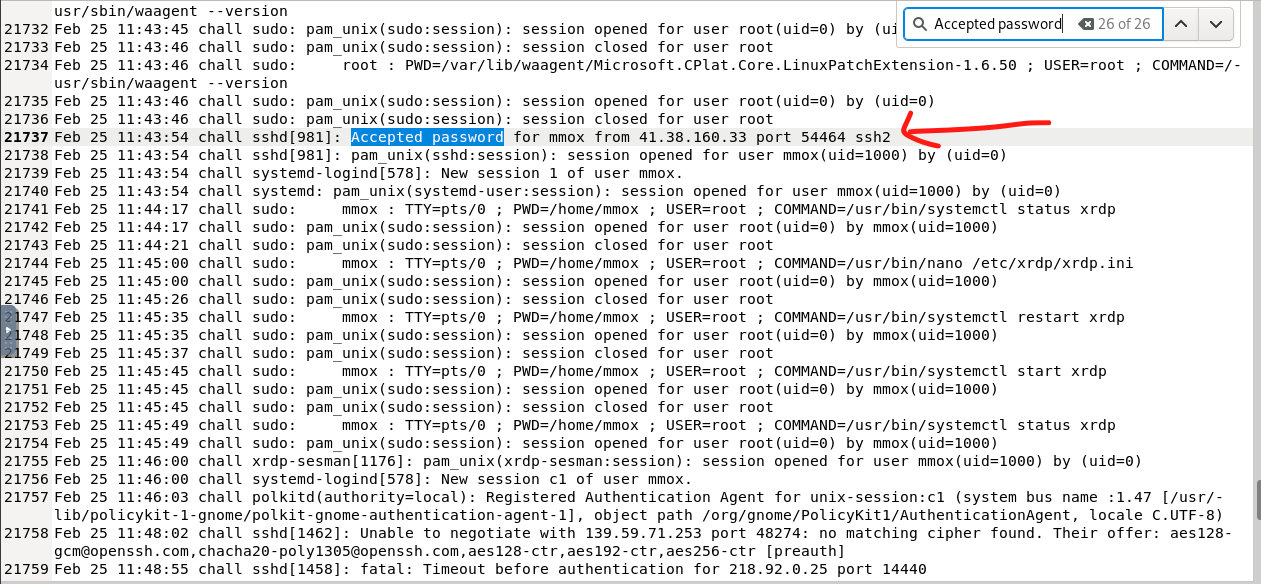 usr/sbin/waagent --version
Accepted password 26 of 26
21732 Feb 25 11:43:45 chall sudo: pam_unix(sudo:session): session opened for user root(uid=0) by
21733 Feb 25 11:43:46 chall sudo: pam_unix(sudo:session): session closed for user root
21734 Feb 25 11:43:46 chall sudo:     root : PWD=/var/lib/waagent/Microsoft.CPlat.Core.LinuxPatchExtension-1.6.50 ; USER=root ; COMMAND=/-
usr/sbin/waagent --version
21735 Feb 25 11:43:46 chall sudo: pam_unix(sudo:session): session opened for user root(uid=0) by (uid=0)
21736 Feb 25 11:43:46 chall sudo: pam_unix(sudo:session): session closed for user root
21737 Feb 25 11:43:54 chall sshd[981]: Accepted password for mmox from 41.38.160.33 port 54464 ssh2
21738 Feb 25 11:43:54 chall sshd[981]: pam_unix(sshd:session): session opened for user mmox(uid=1000) by (uid=0)
21739 Feb 25 11:43:54 chall systemd-logind[578]: New session 1 of user mmox.
21740 Feb 25 11:43:54 chall systemd: pam_unix(systemd-user:session): session opened for user mmox(uid=1000) by (uid=0)
21741 Feb 25 11:44:17 chall sudo:     mmox : TTY=pts/0 ; PWD=/home/mmox ; USER=root ; COMMAND=/usr/bin/systemctl status xrdp
21742 Feb 25 11:44:17 chall sudo: pam_unix(sudo:session): session opened for user root(uid=0) by mmox(uid=1000)
21743 Feb 25 11:44:21 chall sudo: pam_unix(sudo:session): session closed for user root
21744 Feb 25 11:45:00 chall sudo:     mmox : TTY=pts/0 ; PWD=/home/mmox ; USER=root ; COMMAND=/usr/bin/nano /etc/xrdp/xrdp.ini
21745 Feb 25 11:45:00 chall sudo: pam_unix(sudo:session): session opened for user root(uid=0) by mmox(uid=1000)
21746 Feb 25 11:45:26 chall sudo: pam_unix(sudo:session): session closed for user root
21747 Feb 25 11:45:35 chall sudo:     mmox : TTY=pts/0 ; PWD=/home/mmox ; USER=root ; COMMAND=/usr/bin/systemctl restart xrdp
21748 Feb 25 11:45:35 chall sudo: pam_unix(sudo:session): session opened for user root(uid=0) by mmox(uid=1000)
21749 Feb 25 11:45:37 chall sudo: pam_unix(sudo:session): session closed for user root
21750 Feb 25 11:45:45 chall sudo:     mmox : TTY=pts/0 ; PWD=/home/mmox ; USER=root ; COMMAND=/usr/bin/systemctl start xrdp
21751 Feb 25 11:45:45 chall sudo: pam_unix(sudo:session): session opened for user root(uid=0) by mmox(uid=1000)
21752 Feb 25 11:45:45 chall sudo: pam_unix(sudo:session): session closed for user root
21753 Feb 25 11:45:49 chall sudo:     mmox : TTY=pts/0 ; PWD=/home/mmox ; USER=root ; COMMAND=/usr/bin/systemctl status xrdp
21754 Feb 25 11:45:49 chall sudo: pam_unix(sudo:session): session opened for user root(uid=0) by mmox(uid=1000)
21755 Feb 25 11:46:00 chall xrdp-sesman[1176]: pam_unix(xrdp-sesman:session): session opened for user mmox(uid=1000) by (uid=0)
21756 Feb 25 11:46:00 chall systemd-logind[578]: New session c1 of user mmox.
21757 Feb 25 11:46:03 chall polkitd(authority=local): Registered Authentication Agent for unix-session:c1 (system bus name :1.47 [/usr/-
lib/policykit-1-gnome/polkit-gnome-authentication-agent-1], object path /org/gnome/PolicyKit1/AuthenticationAgent, locale C.UTF-8)
21758 Feb 25 11:48:02 chall sshd[1462]: Unable to negotiate with 139.59.71.253 port 48274: no matching cipher found. Their offer: aes128-
gcm@openssh.com,chacha20-poly1305@openssh.com,aes128-ctr,aes192-ctr,aes256-ctr [preauth]
21759 Feb 25 11:48:55 chall sshd[1458]: fatal: Timeout before authentication for 218.92.0.25 port 14440